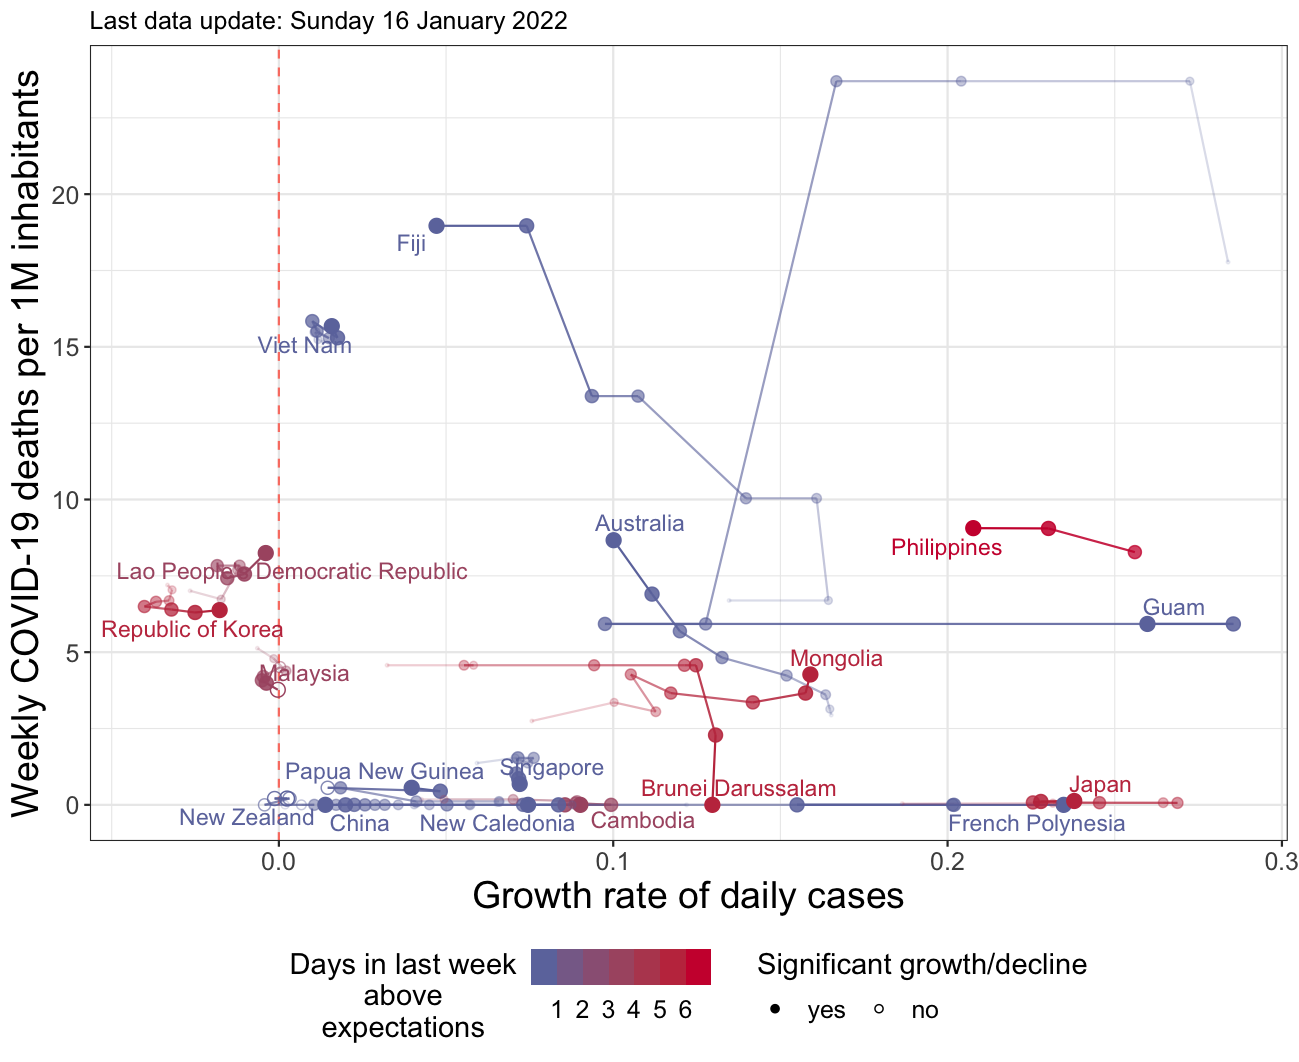 Last data update: Sunday 16 January 2022
Weekly COVID-19 deaths per 1M inhabitants
20
15
10
5
0
Fiji
Viet Nam
Australia
Philippines
Lao People's Democratic Republic
Guam
Republic of Korea
Mongolia
Malaysia
Papua New Guinea
Singapore
Brunei Darussalam
Japan
New Zealand
China
New Caledonia
Cambodia
French Polynesia
0.0
0.1
0.2
0.3
Growth rate of daily cases
Days in last week
above
expectations
1 2 3 4 5 6
Significant growth/decline
yes
no